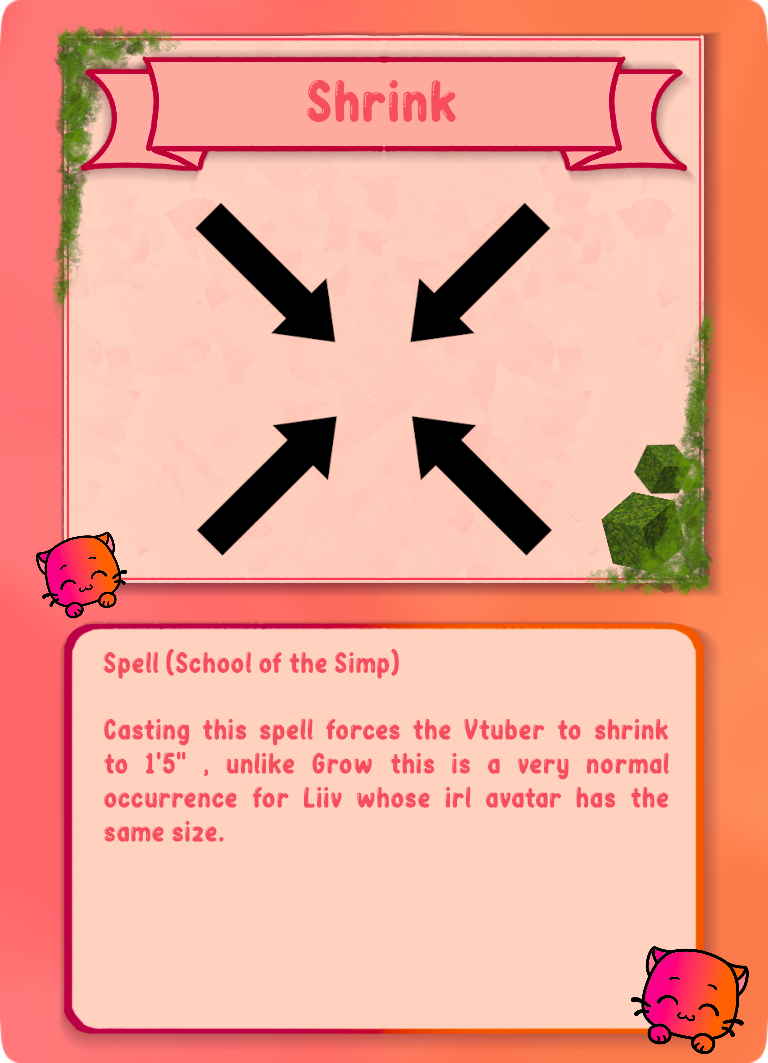 Shrink
Spell (School of the Simp)
Casting this spell forces the Vtuber to shrink
to 1'5" , unlike Grow this is a very normal
occurrence for Liiv whose irl avatar has the
same size.